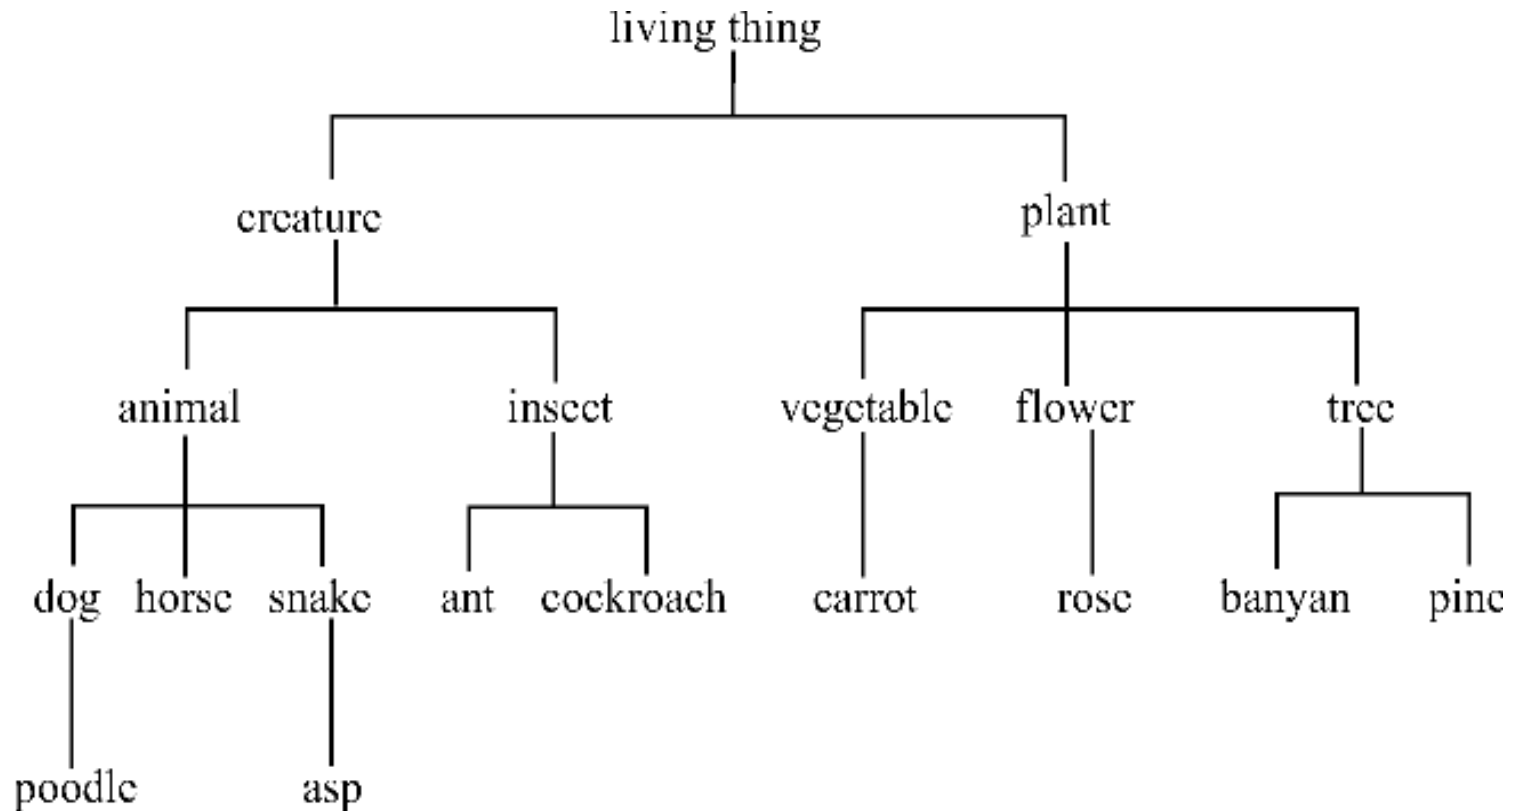 living thing
creature plant
animal insect vegetable flower tree
dog horse snake ant cockroach carrot rose banyan pine
poodle asp